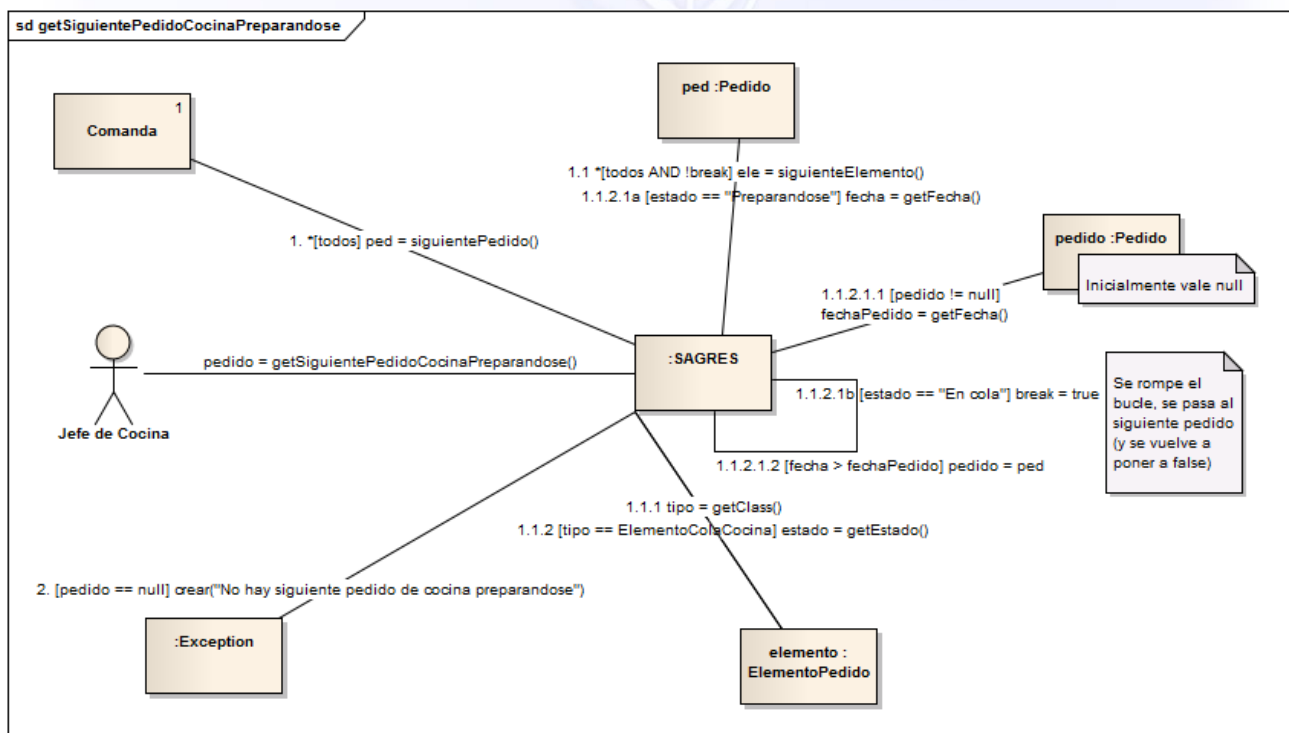 sd getSiguientePedidoCocinaPreparandose
1
Comanda
ped :Pedido
1.1 *[todos AND !break] ele = siguienteElemento()
1.1.2.1a [estado == "Preparandose"] fecha = getFecha()
1. *[todos] ped = siguientePedido()
pedido :Pedido
Inicialmente vale null
1.1.2.1.1 [pedido != null]
fechaPedido = getFecha()
pedido = getSiguientePedidoCocinaPreparandose()
:SAGRES
Jefe de Cocina
1.1.2.1b [estado == "En cola"] break = true
Se rompe el
bucle, se pasa al
siguiente pedido
(y se vuelve a
poner a false)
1.1.2.1.2 [fecha > fechaPedido] pedido = ped
1.1.1 tipo = getClass()
1.1.2 [tipo == ElementoColaCocina] estado = getEstado()
2. [pedido == null] crear("No hay siguiente pedido de cocina preparandose")
:Exception
elemento :
ElementoPedido